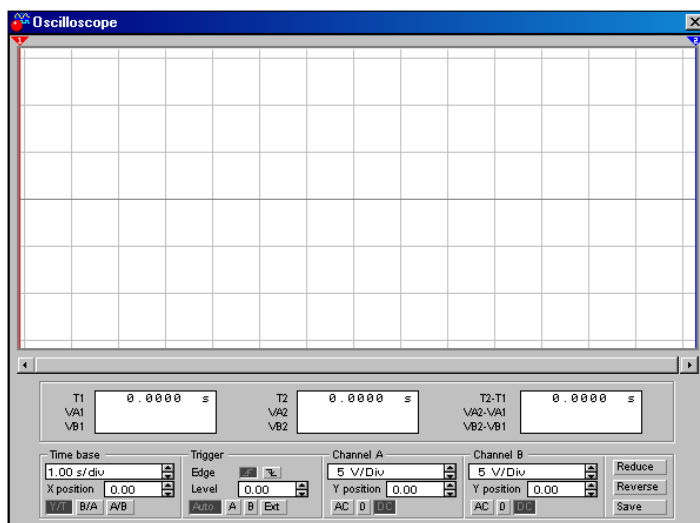 Oscilloscope
1 2
T1 0.0000 s T2 0.0000 s T2-T1 0.0000 s
VA1 VA2 VA2-VA1
VB1 VB2 VB2-VB1
Time base Trigger Channel A Channel B
1.00 s/div Edge 5 V/Div 5 V/Div Reduce
X position 0.00 Level 0.00 Y position 0.00 Y position 0.00 Reverse
Y/T B/A A/B Auto A B Ext AC 0 DC AC 0 DC Save